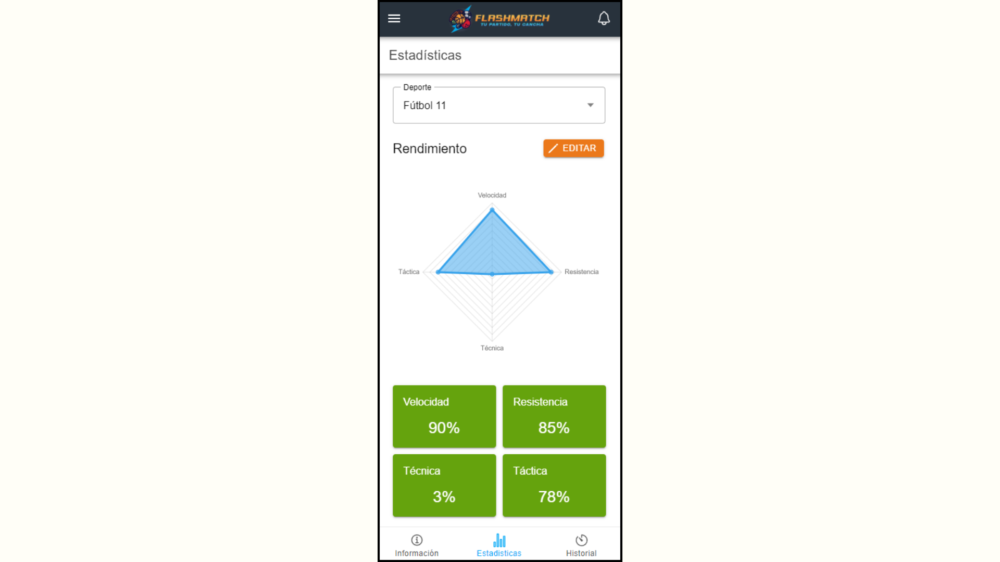 FLASHMATCH
TU PARTIDO, TU CANCHA
Estadísticas
Deporte
Fútbol 11
Rendimiento
EDITAR
Velocidad
Táctica
Resistencia
Técnica
Velocidad
Resistencia
90%
85%
Técnica
Táctica
3%
78%
Información
Estadisticas
Historial